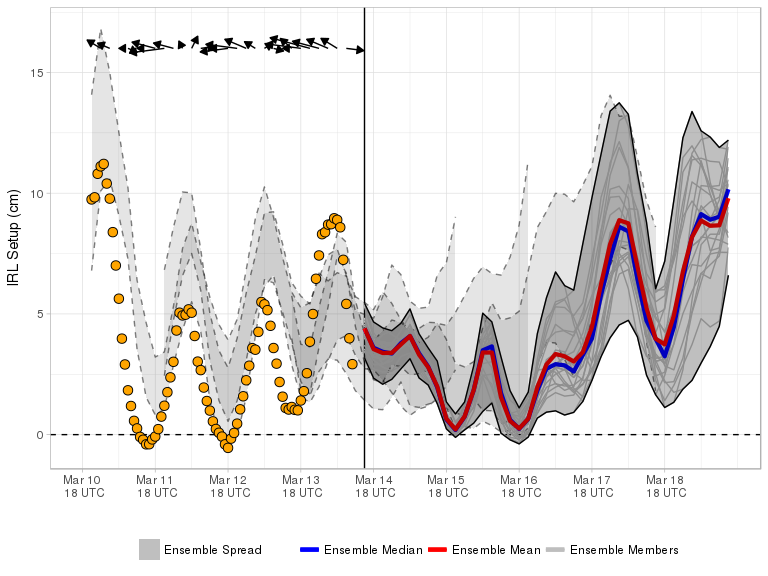 IRL Setup (cm)
15
10
5
0
Mar 10 Mar 11 Mar 12 Mar 13 Mar 14 Mar 15 Mar 16 Mar 17 Mar 18
18 UTC 18 UTC 18 UTC 18 UTC 18 UTC 18 UTC 18 UTC 18 UTC 18 UTC
Ensemble Spread Ensemble Median Ensemble Mean Ensemble Members